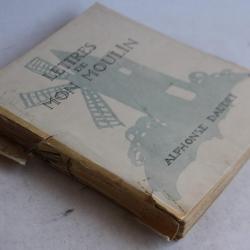 LETTRES
DE
MON MOULIN
ALPHONSE DAUDET